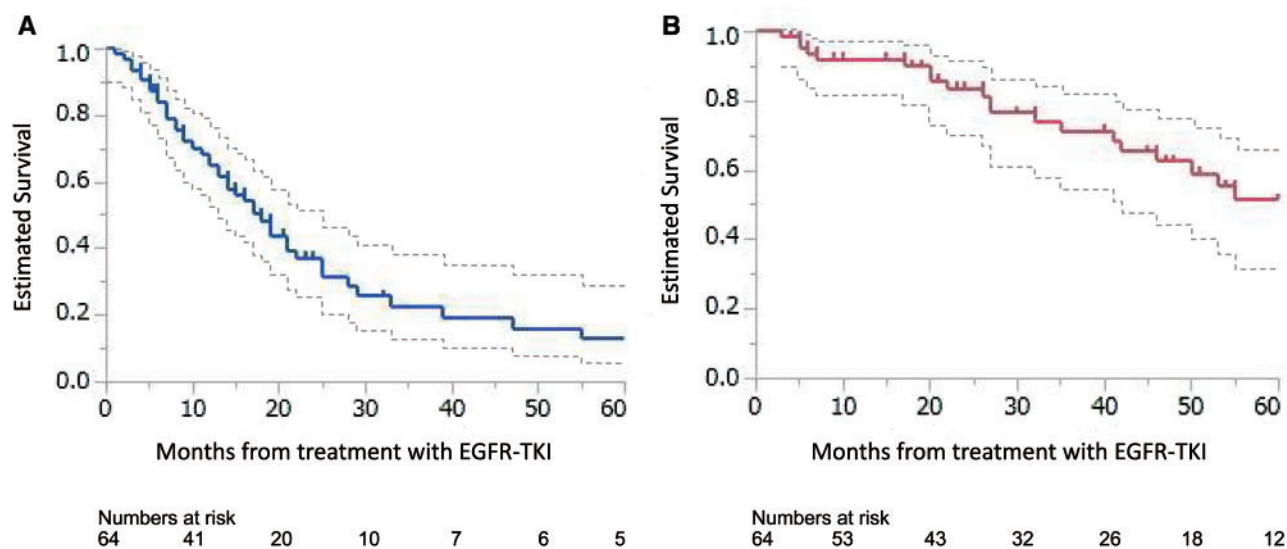 A
Estimated Survival
1.0
0.8
0.6
0.4
0.2
0.0
0 10 20 30 40 50 60
Months from treatment with EGFR-TKI
Numbers at risk
64 41 20 10 7 6 5
B
Estimated Survival
1.0
0.8
0.6
0.4
0.2
0.0
0 10 20 30 40 50 60
Months from treatment with EGFR-TKI
Numbers at risk
64 53 43 32 26 18 12